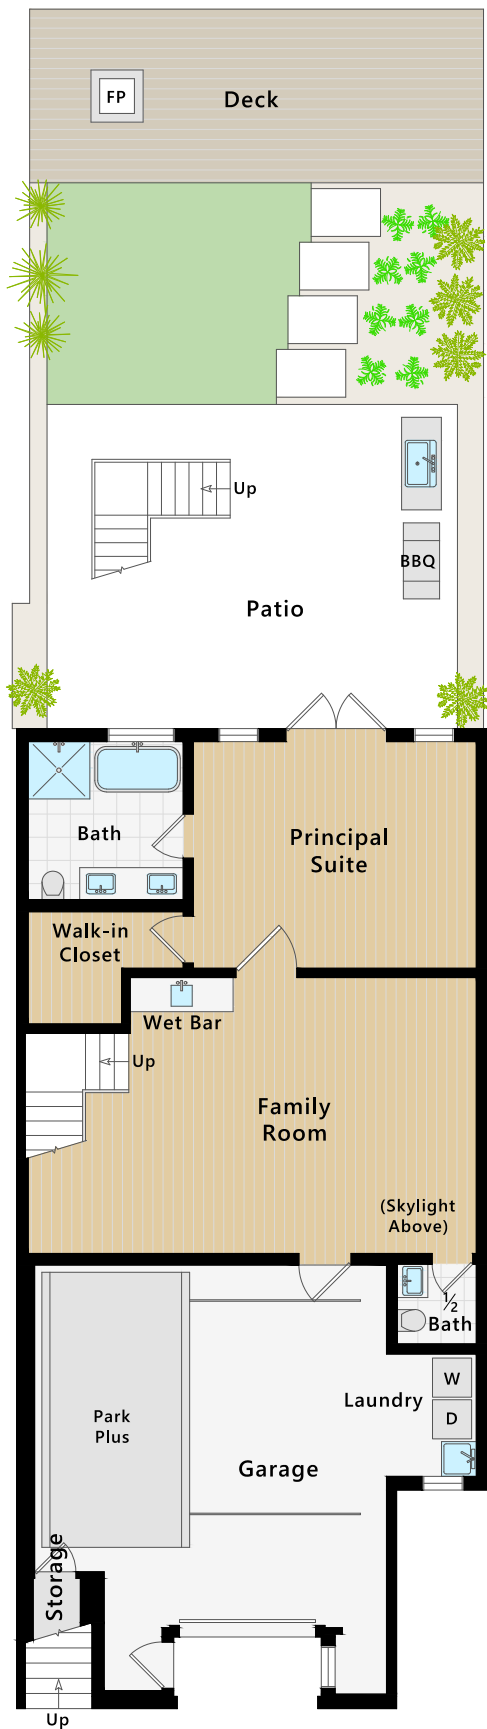 FP
Deck
Up
BBQ
Patio
Bath
Principal
Suite
Walk-in
Closet
Wet Bar
Up
Family
Room
(Skylight
Above)
½
Bath
W
Laundry
D
Park
Plus
Garage
Storage
Up